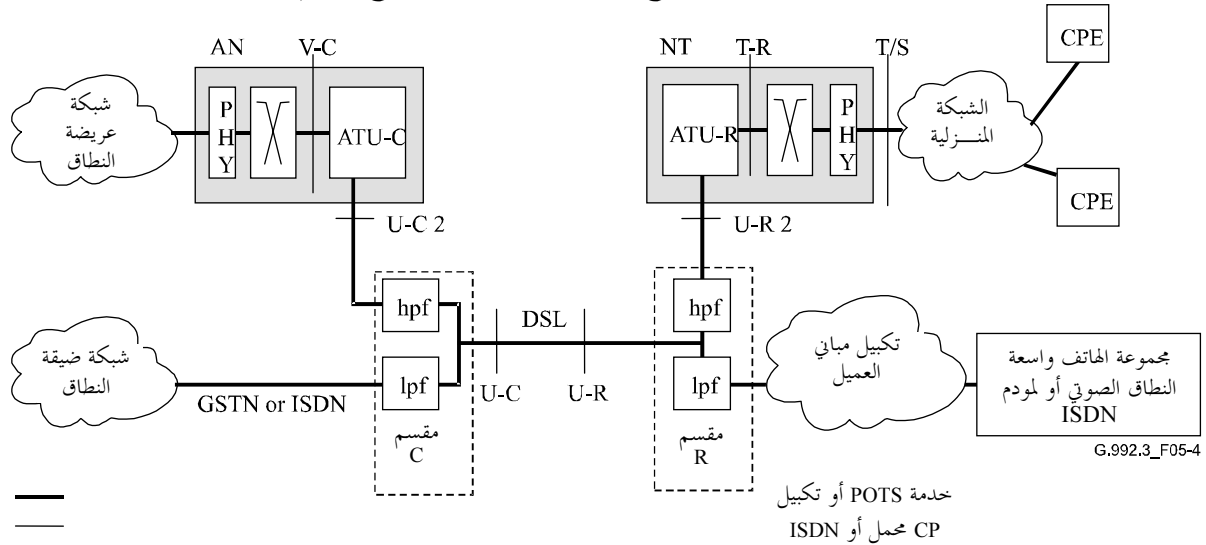 AN
V-C
NT
T-R
T/S
CPE
شبكة
عريضة
النطاق
P
H
Y
ATU-C
ATU-R
P
H
Y
الشبكة
المنـــزلية
CPE
U-C 2
U-R 2
hpf
hpf
DSL
شبكة ضيقة
النطاق
GSTN or ISDN
lpf
U-C
U-R
lpf
تكبيل مباني
العميل
مجموعة الهاتف واسعة
النطاق الصوتي أو لمودم
ISDN
مقسم
C
مقسم
R
G.992.3_F05-4
خدمة POTS أو تكبيل
CP محمل أو ISDN